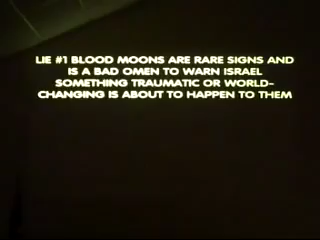 LIE #1 BLOOD MOONS ARE RARE SIGNS AND
IS A BAD OMEN TO WARN ISRAEL
SOMETHING TRAUMATIC OR WORLD-
CHANGING IS ABOUT TO HAPPEN TO THEM